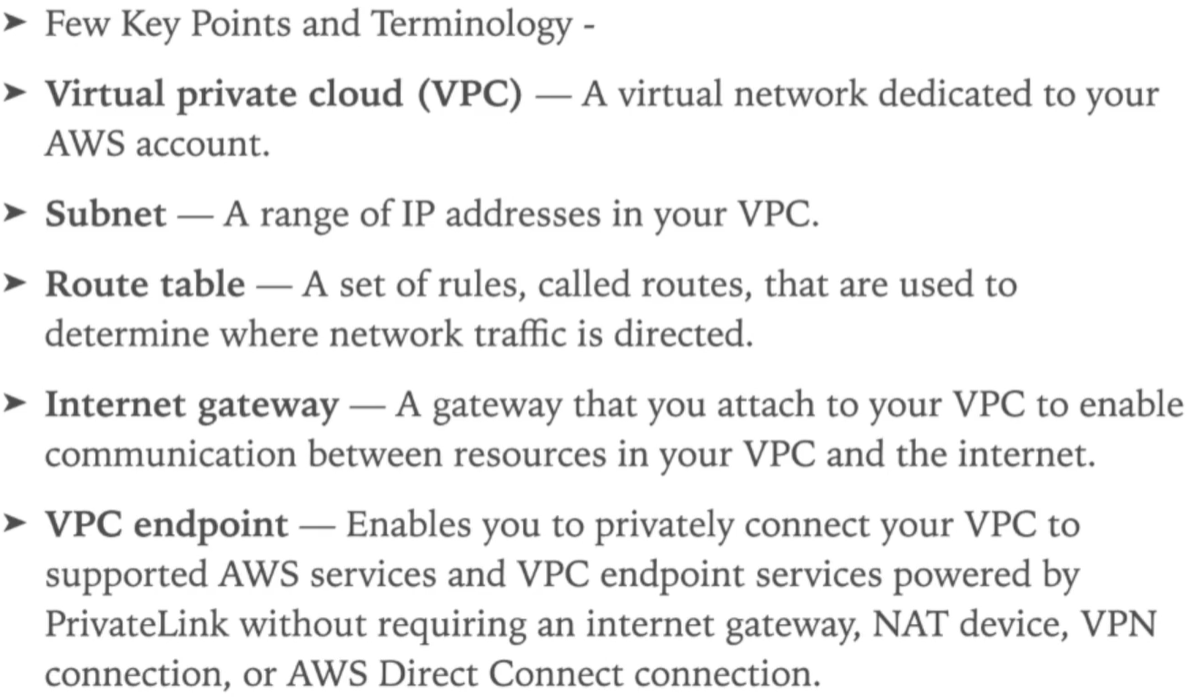 ➤ Few Key Points and Terminology -
➤ Virtual private cloud (VPC) — A virtual network dedicated to your
AWS account.
➤ Subnet — A range of IP addresses in your VPC.
➤ Route table — A set of rules, called routes, that are used to
determine where network traffic is directed.
➤ Internet gateway — A gateway that you attach to your VPC to enable
communication between resources in your VPC and the internet.
➤ VPC endpoint — Enables you to privately connect your VPC to
supported AWS services and VPC endpoint services powered by
PrivateLink without requiring an internet gateway, NAT device, VPN
connection, or AWS Direct Connect connection.